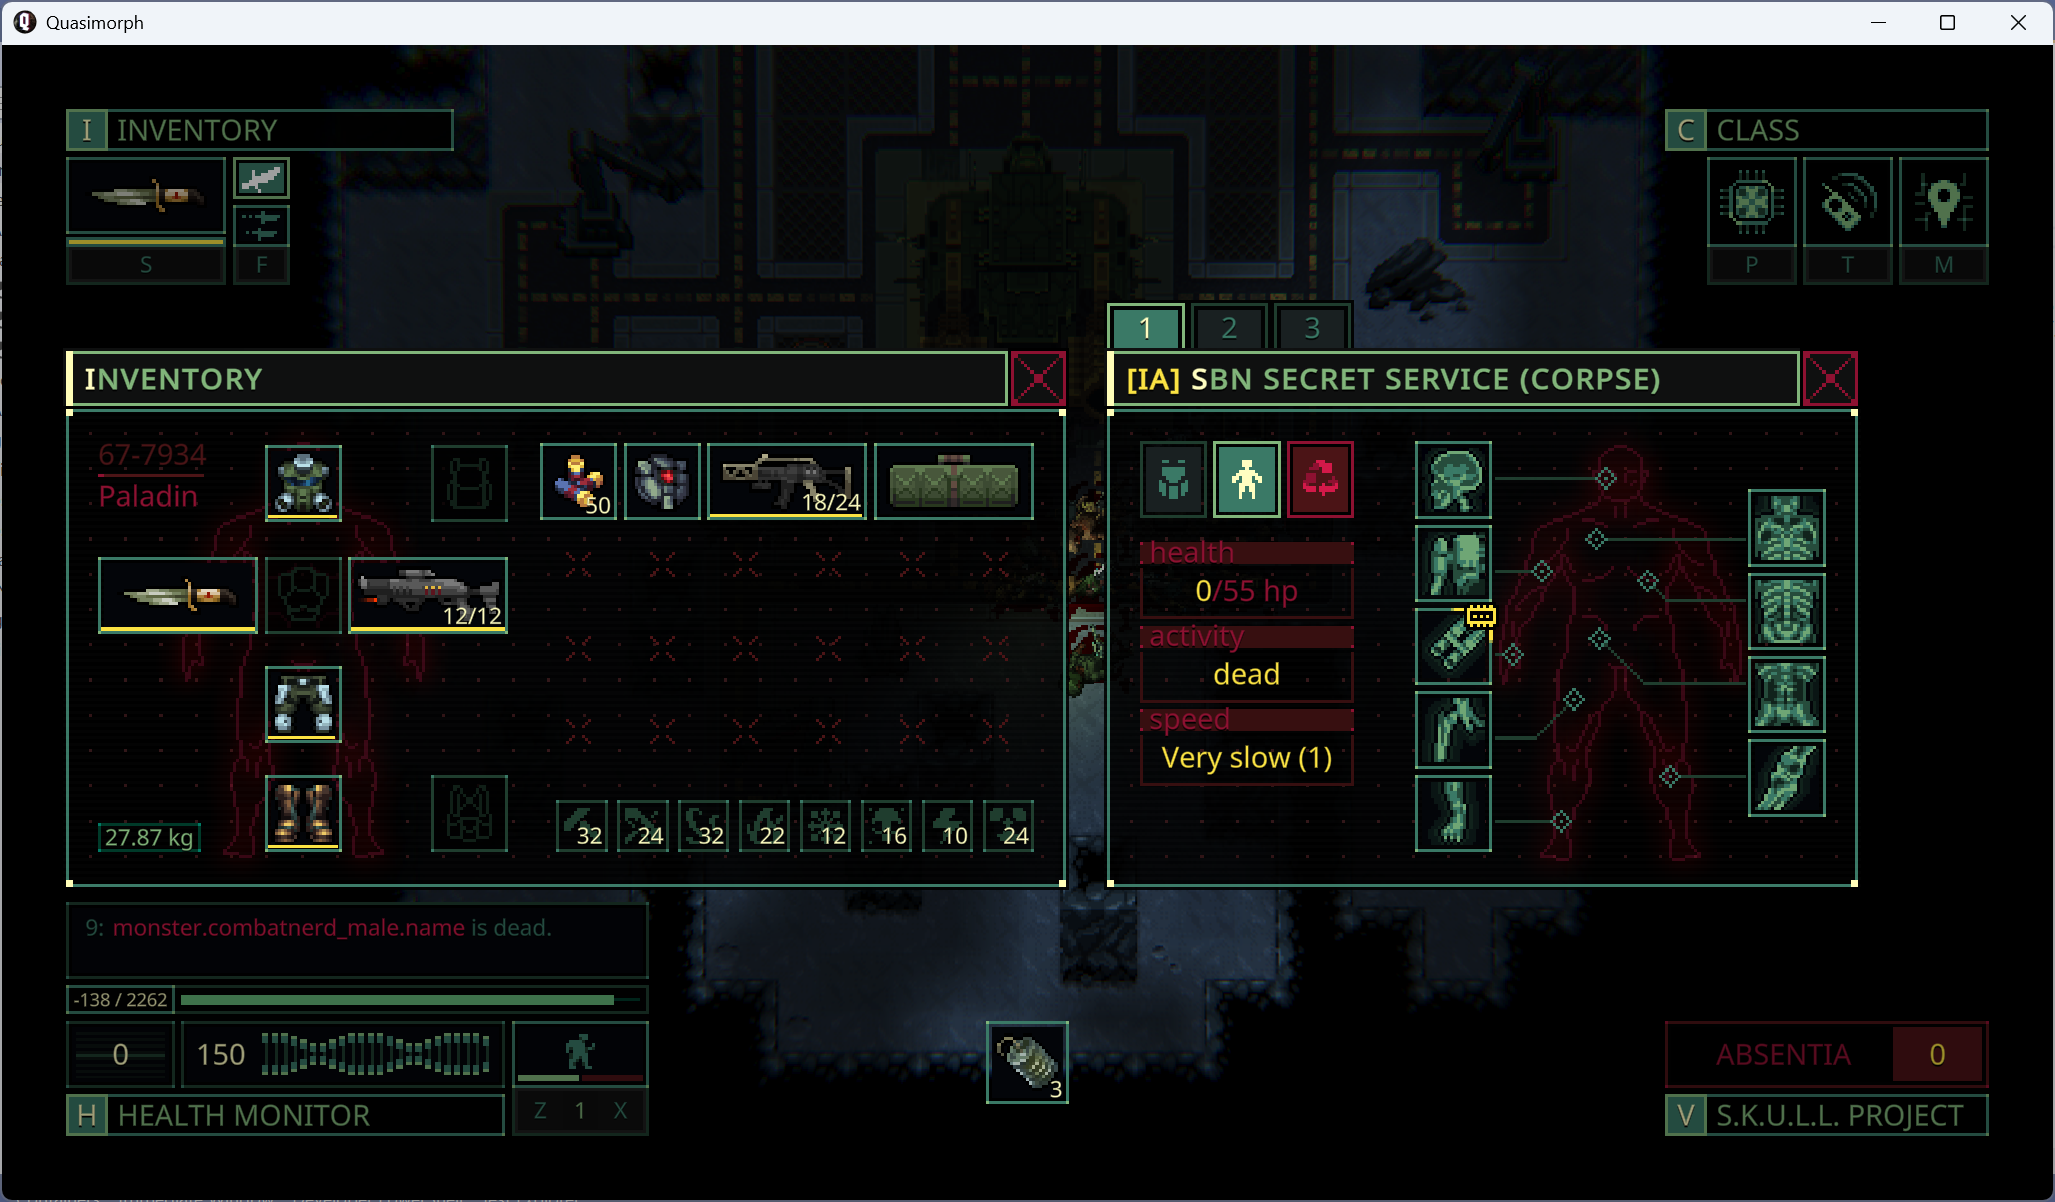 Quasimorph
I INVENTORY
C CLASS
S F
P T M
1 2 3
INVENTORY
[IA] SBN SECRET SERVICE (CORPSE)
67-7934
Paladin
50
18/24
12/12
health
0/55 hp
activity
dead
speed
Very slow (1)
27.87 kg
32 24 32 22 12 16 10 24
9: monster.combatnerd_male.name is dead.
-138 / 2262
0 150
Z 1 X
H HEALTH MONITOR
3
ABSENTIA 0
V S.K.U.L.L. PROJECT